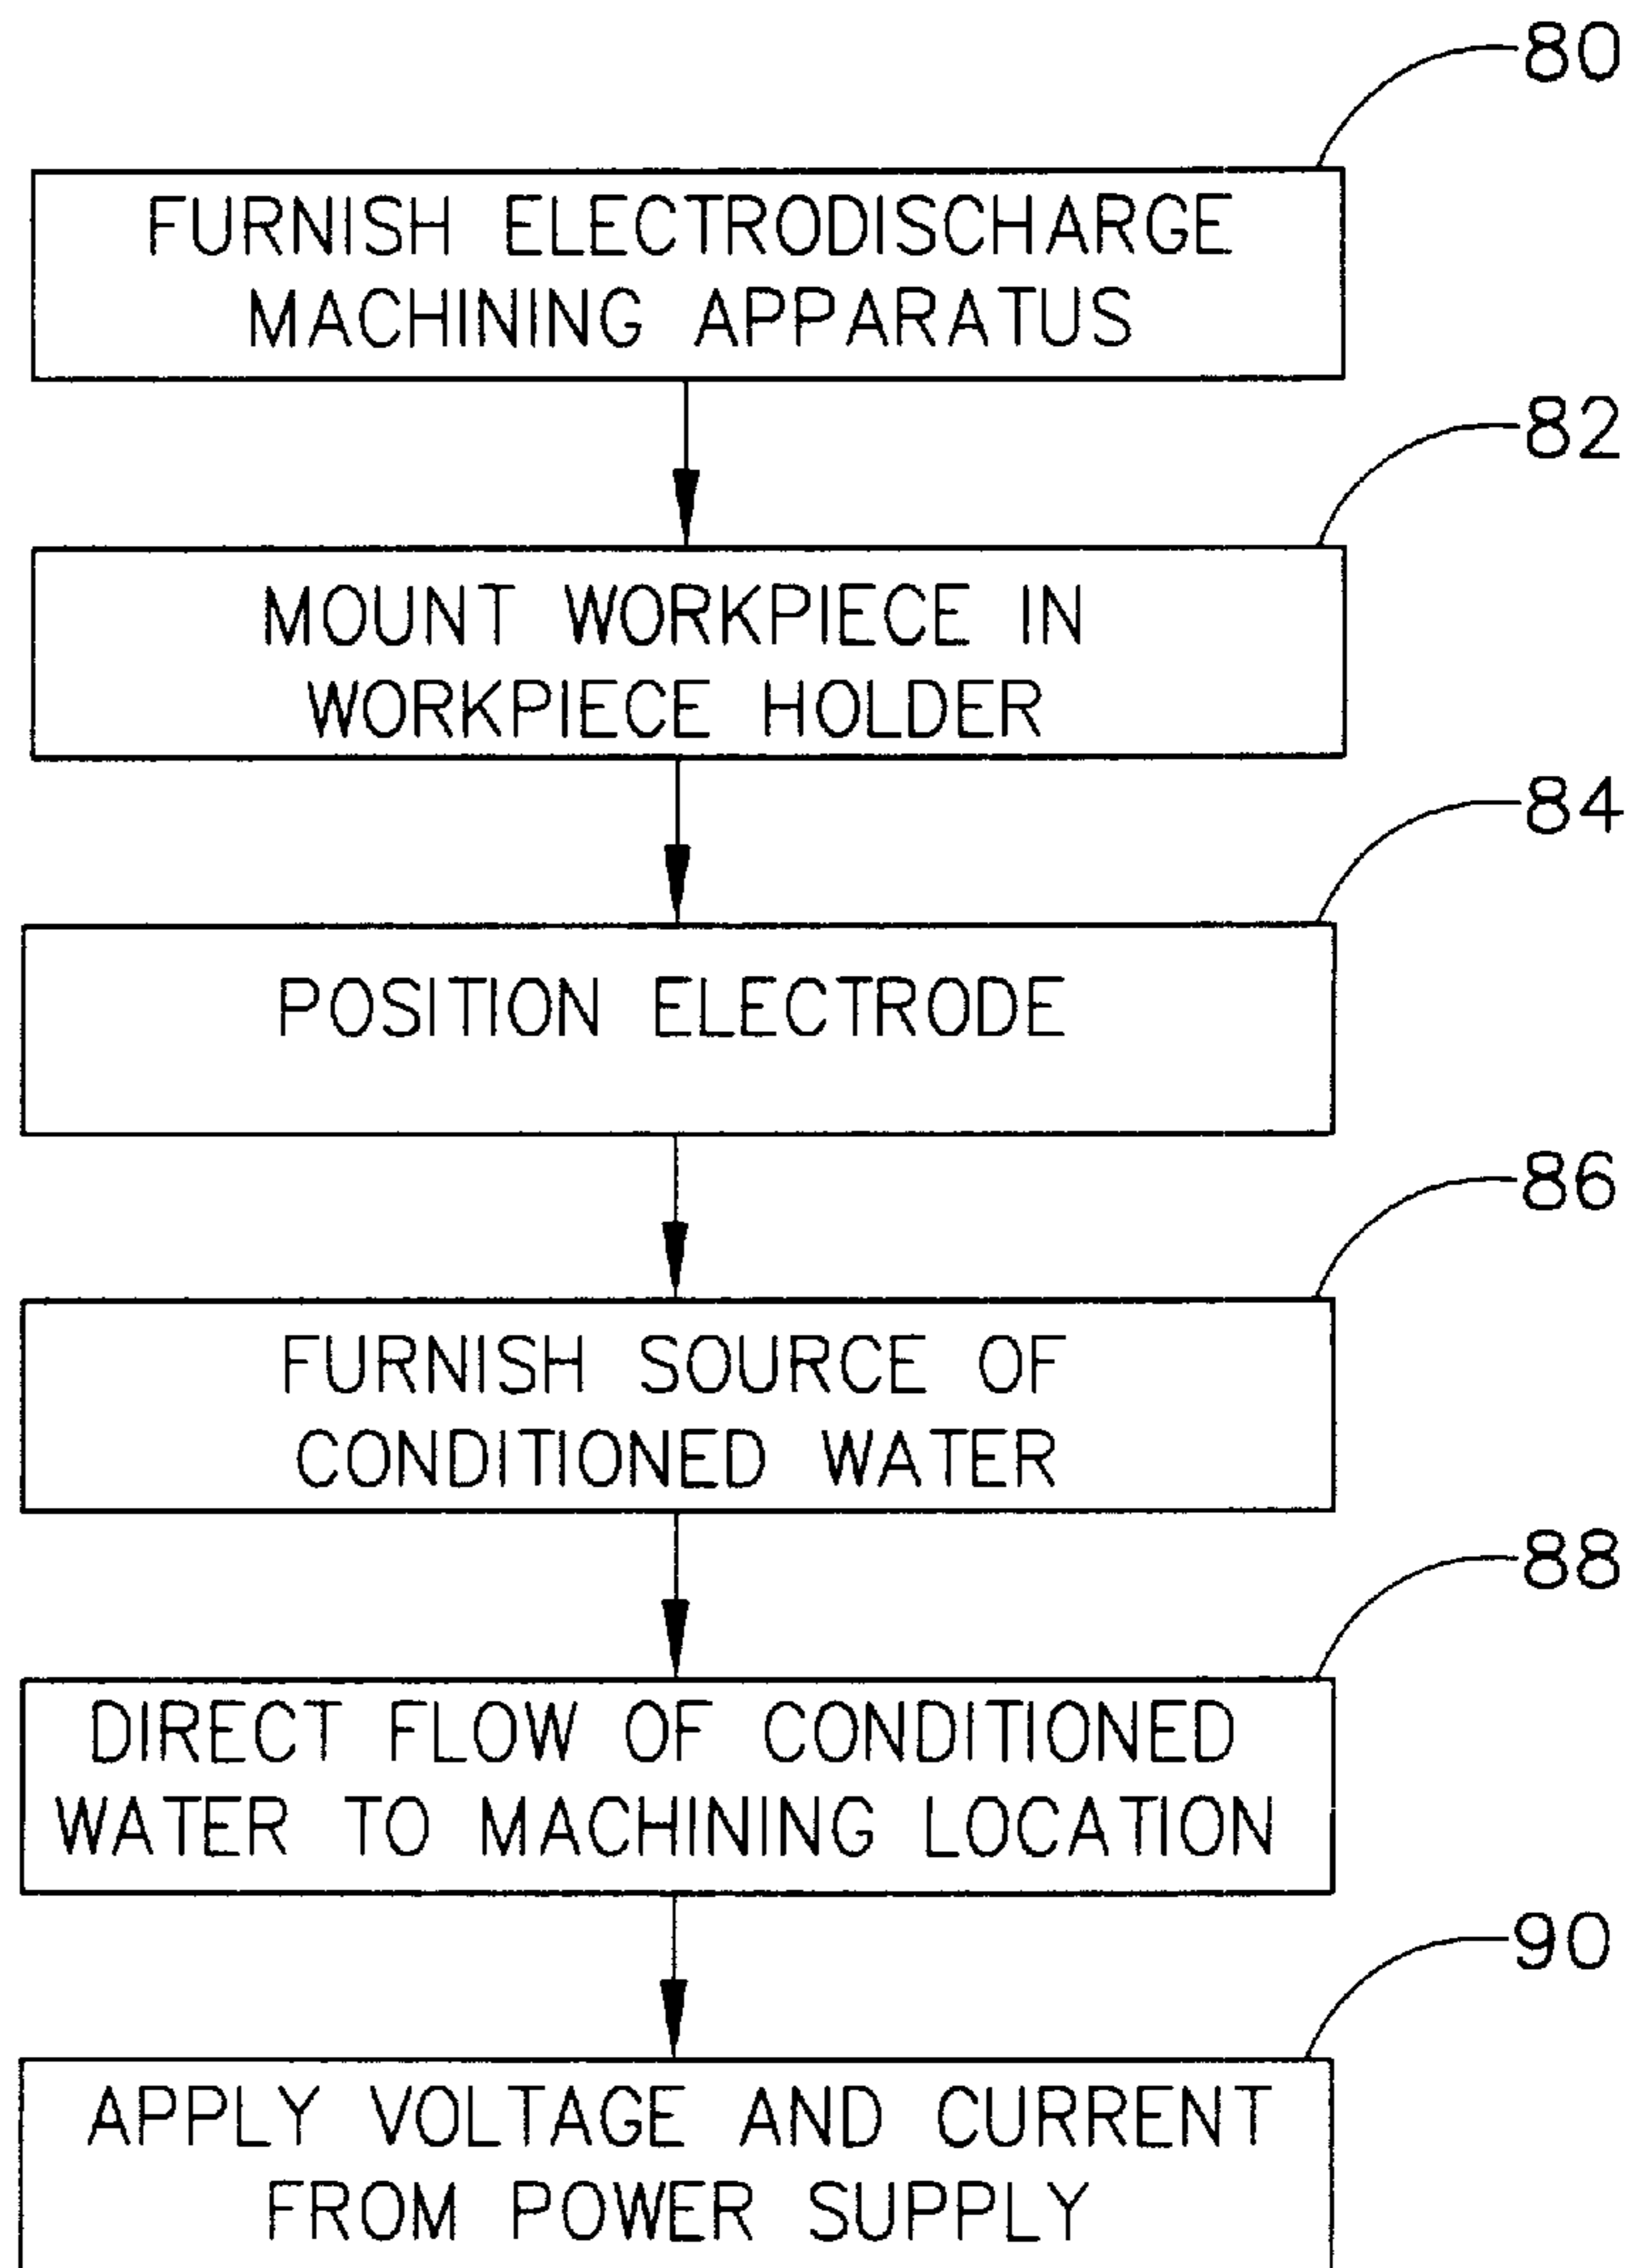 80
FURNISH ELECTRODISCHARGE
MACHINING APPARATUS
82
MOUNT WORKPIECE IN
WORKPIECE HOLDER
84
POSITION ELECTRODE
86
FURNISH SOURCE OF
CONDITIONED WATER
88
DIRECT FLOW OF CONDITIONED
WATER TO MACHINING LOCATION
90
APPLY VOLTAGE AND CURRENT
FROM POWER SUPPLY